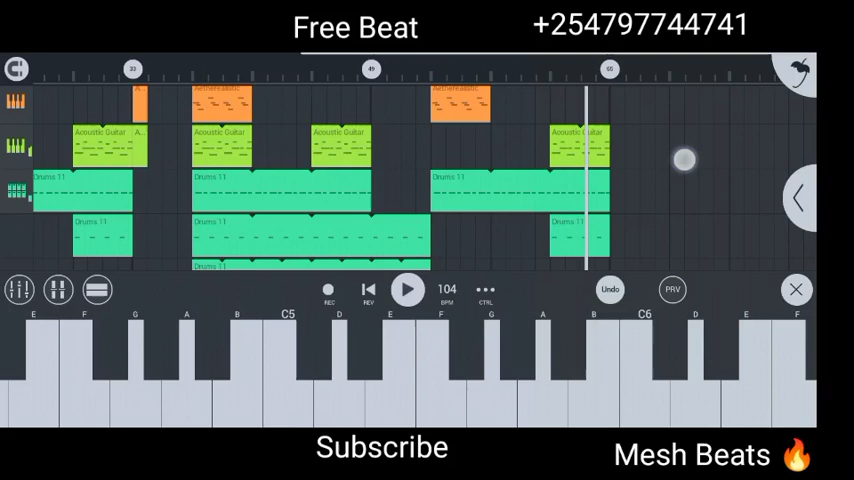 Free Beat
+254797744741
33
49
65
A...
Aetherealistic
Aetherealistic
Acoustic Guitar
A...
Acoustic Guitar
Acoustic Guitar
Acoustic Guitar
Drums 11
Drums 11
Drums 11
Drums 11
Drums 11
Drums 11
Drums 11
REC
REV
104
BPM
CTRL
Undo
PRV
E F G A B C5 D E F G A B C6 D E F
Subscribe
Mesh Beats 🔥